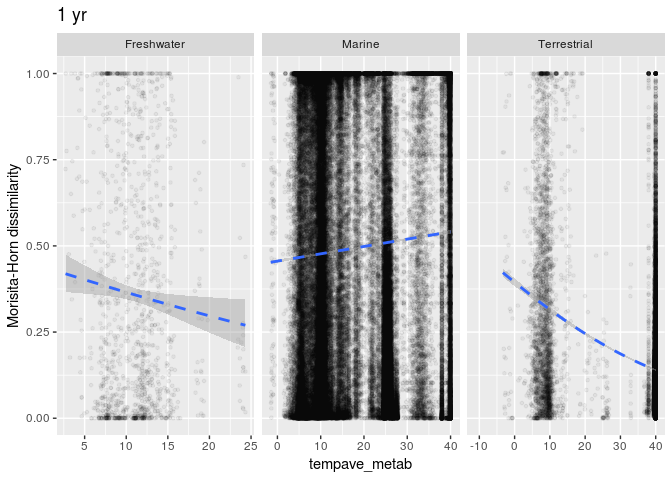 1 yr
Freshwater Marine Terrestrial
Morisita-Horn dissimilarity
1.00
0.75
0.50
0.25
0.00
5 10 15 20 25 0 10 20 30 40 -10 0 10 20 30 40
tempave_metab